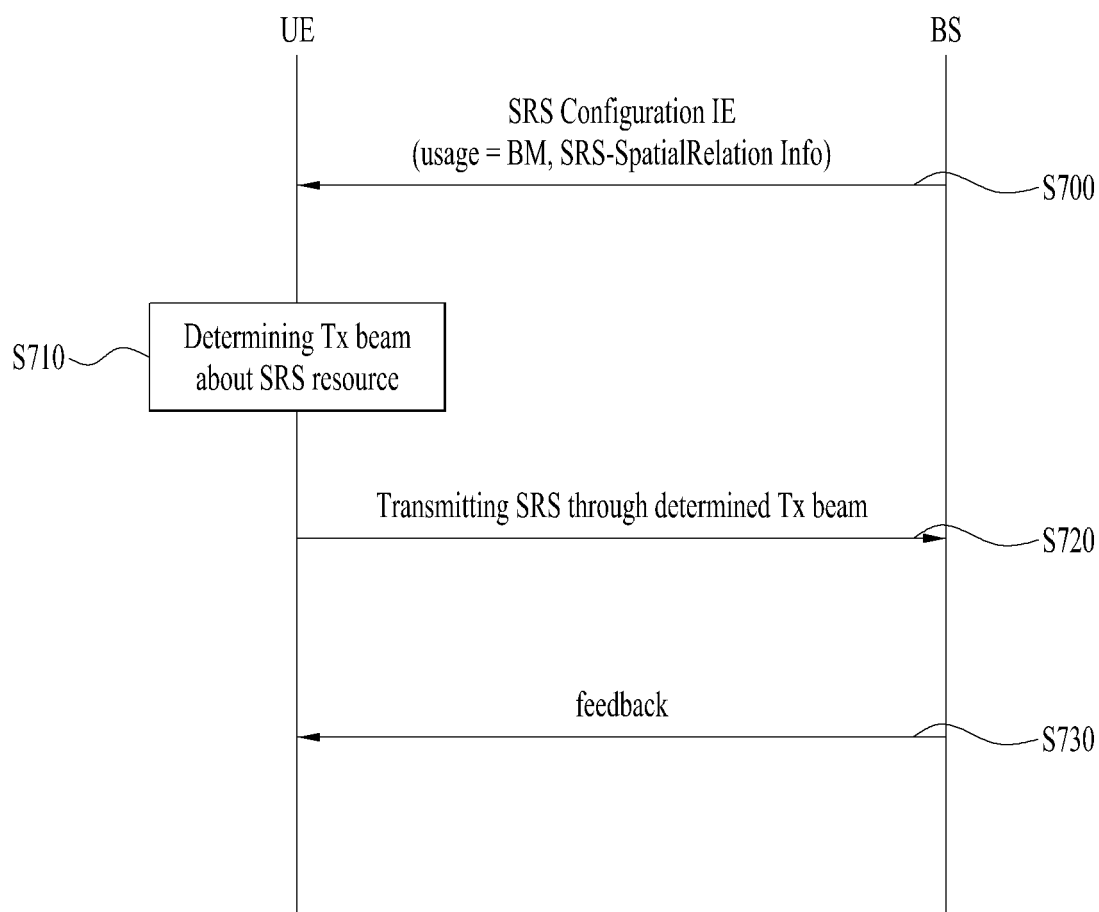 UE
BS
SRS Configuration IE
(usage = BM, SRS-SpatialRelation Info)
S700
Determining Tx beam
about SRS resource
S710
Transmitting SRS through determined Tx beam
S720
feedback
S730